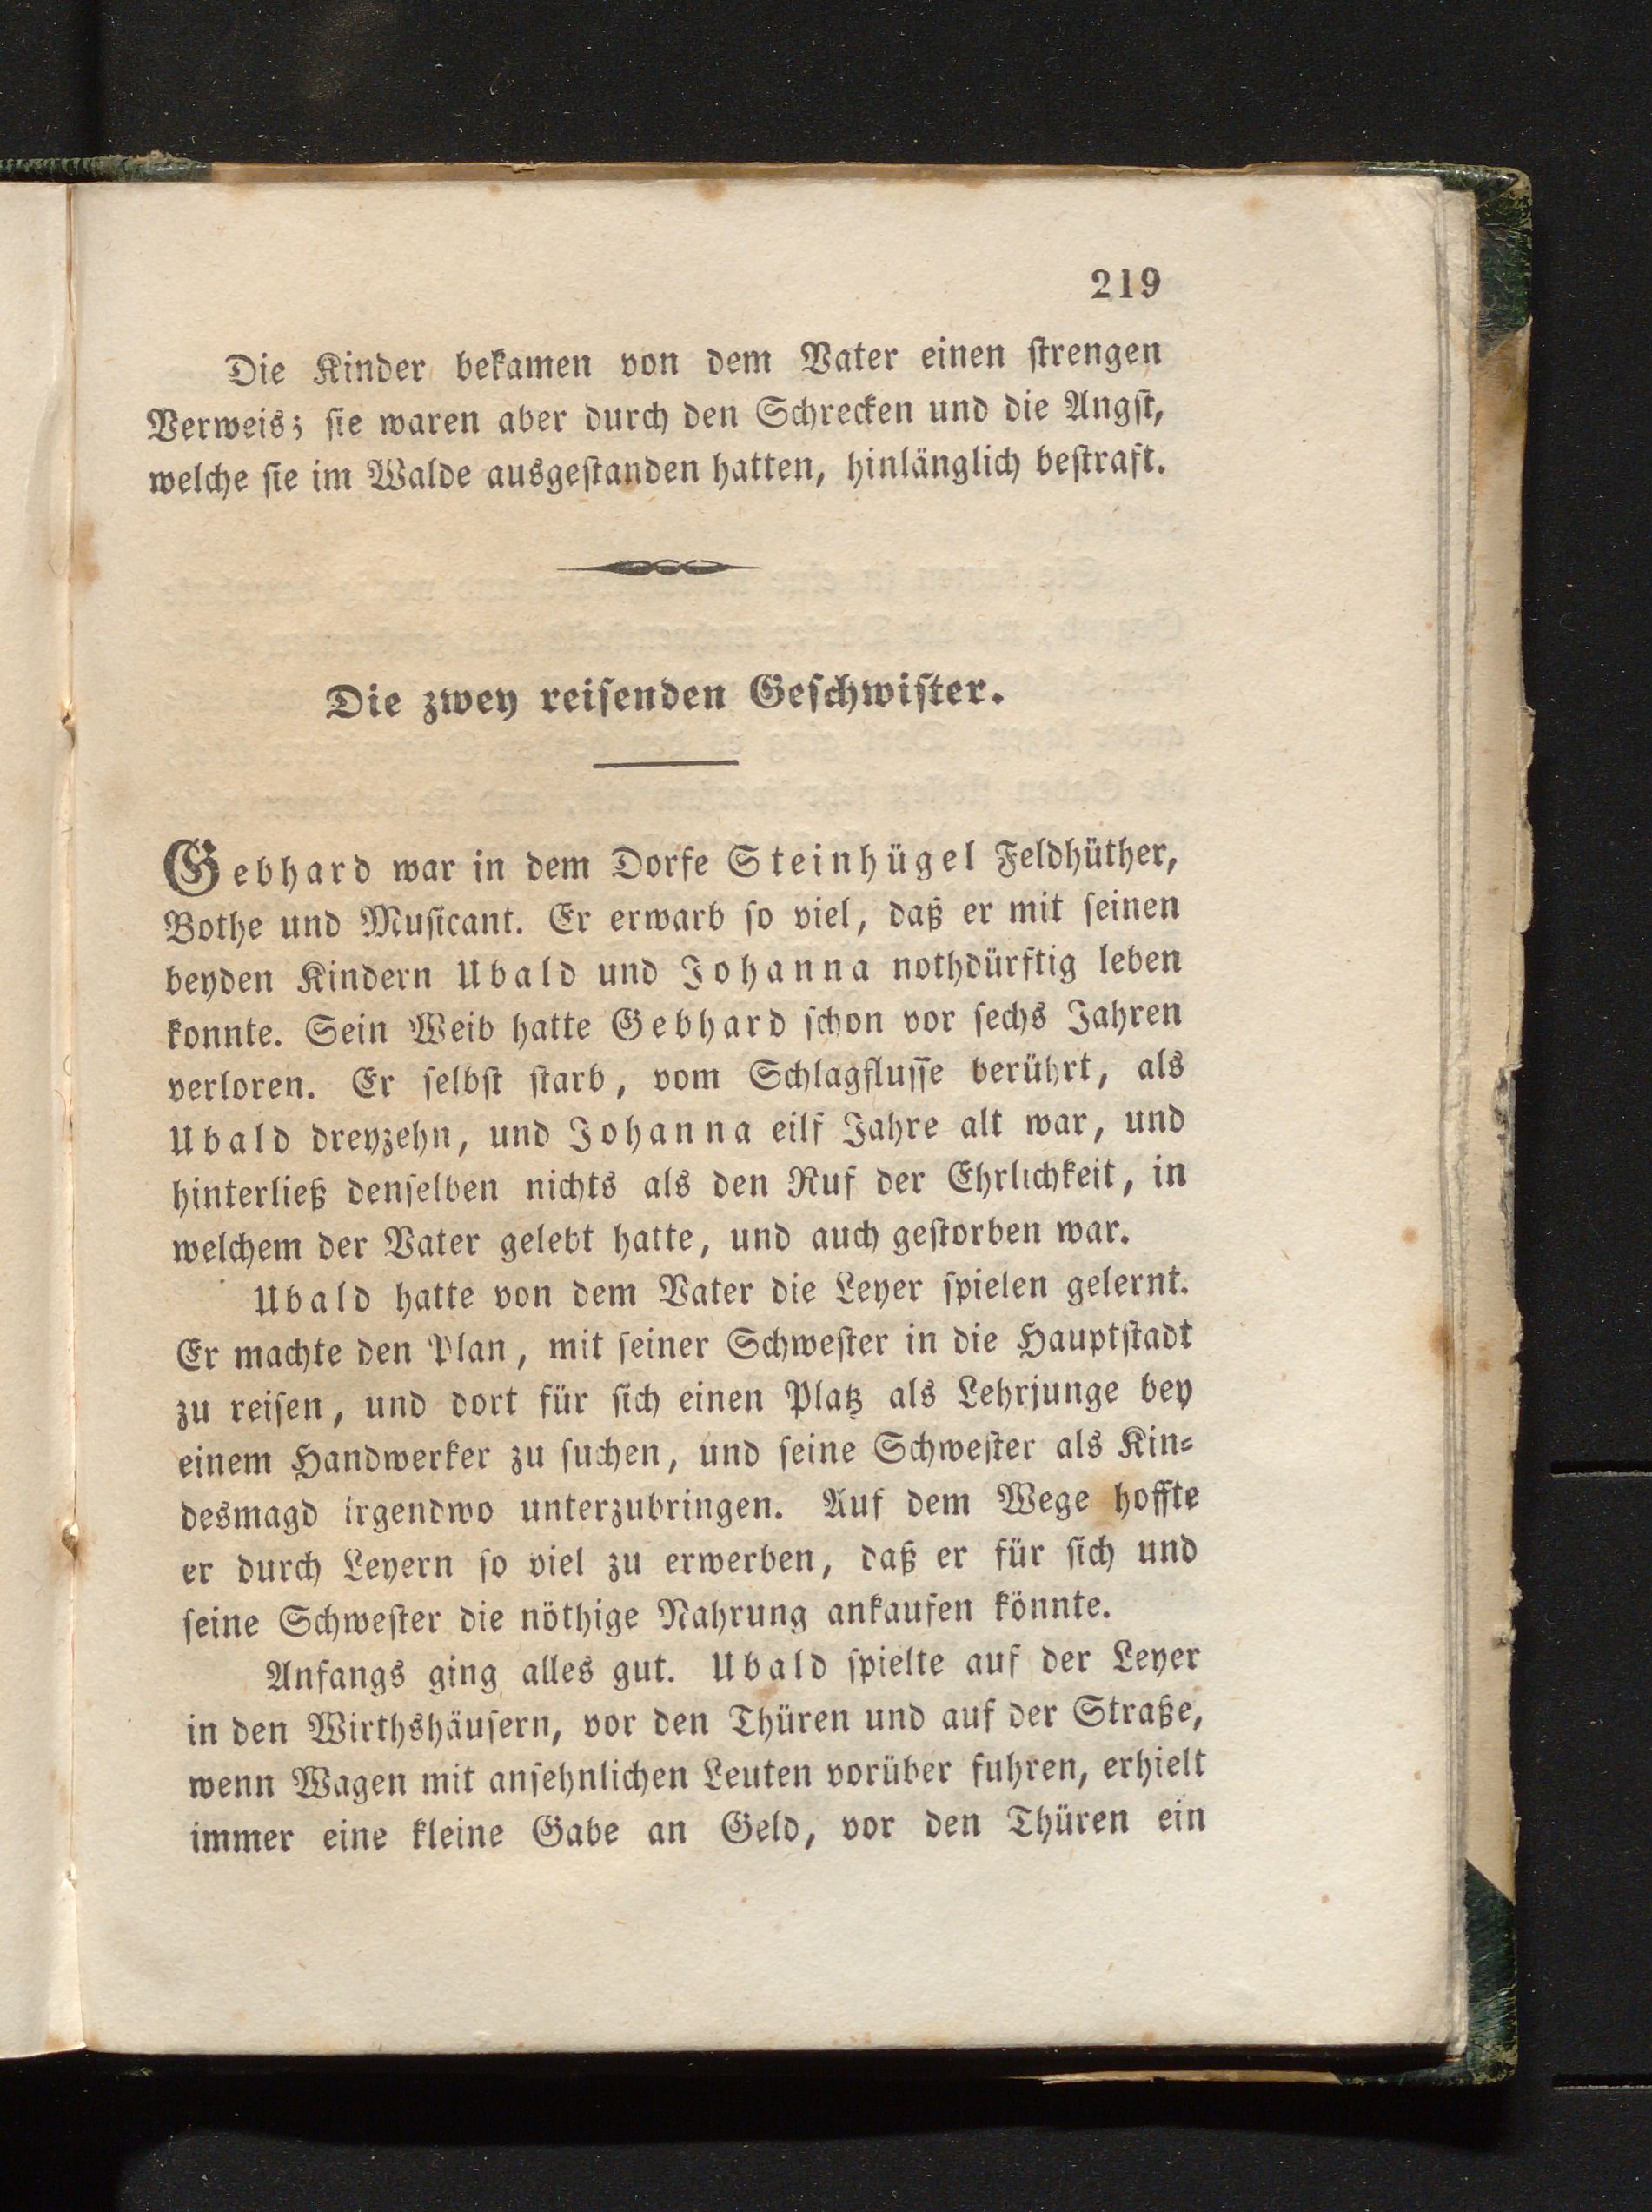 219
Die Kinder bekamen von dem Vater einen ſtrengen
Verweis; ſie waren aber durch den Schrecken und die Angſt,
welche ſie im Walde ausgeſtanden hatten, hinlänglich beſtraft.
Die zwey reiſenden Geſchwiſter.
Gebhard war in dem Dorfe Steinhügel Feldhüther,
Bothe und Muſicant. Er erwarb ſo viel, daß er mit ſeinen
beyden Kindern Ubald und Johanna nothdürftig leben
konnte. Sein Weib hatte Gebhard ſchon vor ſechs Jahren
verloren. Er ſelbſt ſtarb, vom Schlagfluſſe berührt, als
Ubald dreyzehn, und Johanna eilf Jahre alt war, und
hinterließ denſelben nichts als den Ruf der Ehrlichkeit, in
welchem der Vater gelebt hatte, und auch geſtorben war.
Ubald hatte von dem Vater die Leyer ſpielen gelernt.
Er machte den Plan, mit ſeiner Schweſter in die Hauptſtadt
zu reiſen, und dort für ſich einen Platz als Lehrjunge bey
einem Handwerker zu ſuchen, und ſeine Schweſter als Kin⸗
desmagd irgendwo unterzubringen. Auf dem Wege hoffte
er durch Leyern ſo viel zu erwerben, daß er für ſich und
ſeine Schweſter die nöthige Nahrung ankaufen könnte.
Anfangs ging alles gut. Ubald ſpielte auf der Leyer
in den Wirthshäuſern, vor den Thüren und auf der Straße,
wenn Wagen mit anſehnlichen Leuten vorüber fuhren, erhielt
immer eine kleine Gabe an Geld, vor den Thüren ein